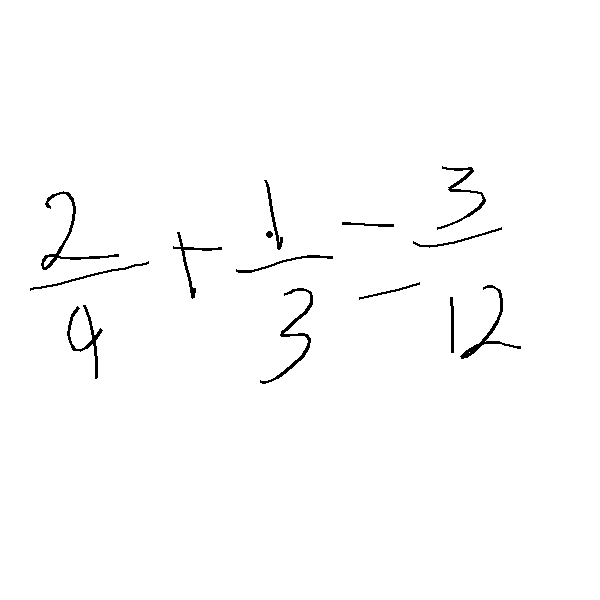 2/4 + 1/3 = 3/12